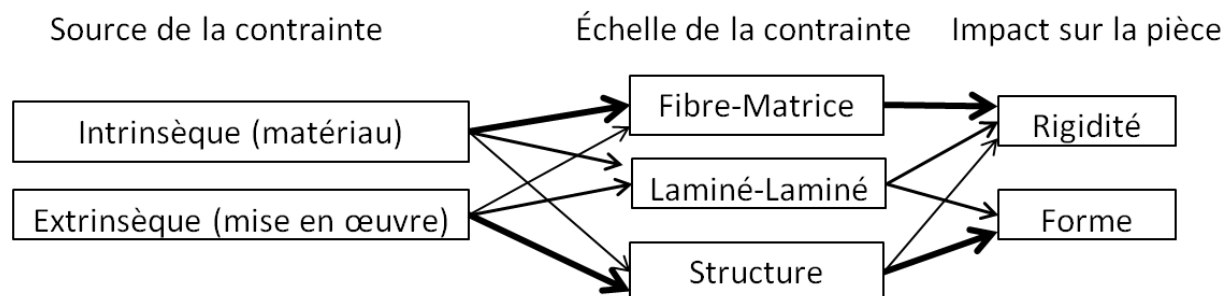 Source de la contrainte
Échelle de la contrainte
Impact sur la pièce
Intrinsèque (matériau)
Extrinsèque (mise en œuvre)
Fibre-Matrice
Laminé-Laminé
Structure
Rigidité
Forme